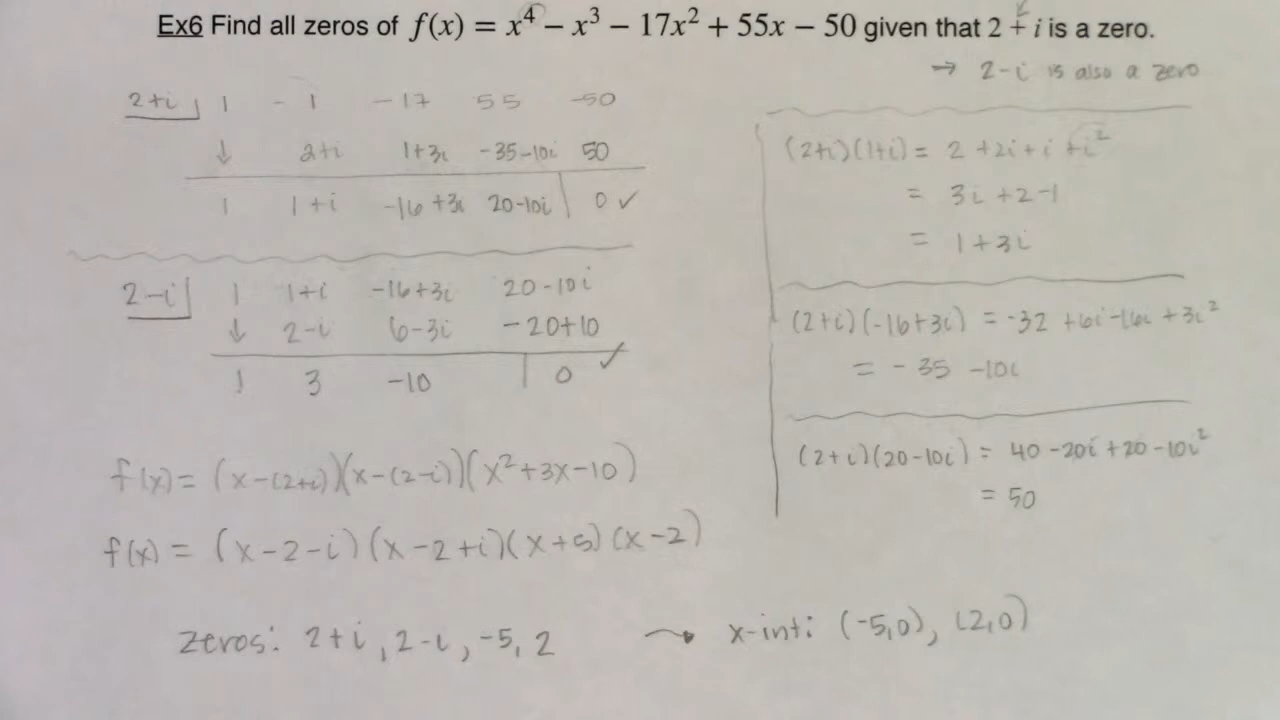 Ex6 Find all zeros of f(x) = x⁴ − x³ − 17x² + 55x − 50 given that 2 + i is a zero.
→ 2-i is also a zero
2+i 1 -1 -17 55 -50
↓ 2+i 1+3i -35-10i 50
1 1+i -16+3i 20-10i 0 ✓
2-i 1 1+i -16+3i 20-10i
↓ 2-i 6-3i -20+10
1 3 -10 0 ✓
f(x) = (x-(2+i))(x-(2-i))(x²+3x-10)
f(x) = (x-2-i)(x-2+i)(x+5)(x-2)
zeros: 2+i, 2-i, -5, 2 → x-int: (-5,0), (2,0)
(2+i)(1+i) = 2+2i+i+i²
= 3i+2-1
= 1+3i
(2+i)(-16+3i) = -32+6i-16i+3i²
= -35-10i
(2+i)(20-10i) = 40-20i+20-10i²
= 50